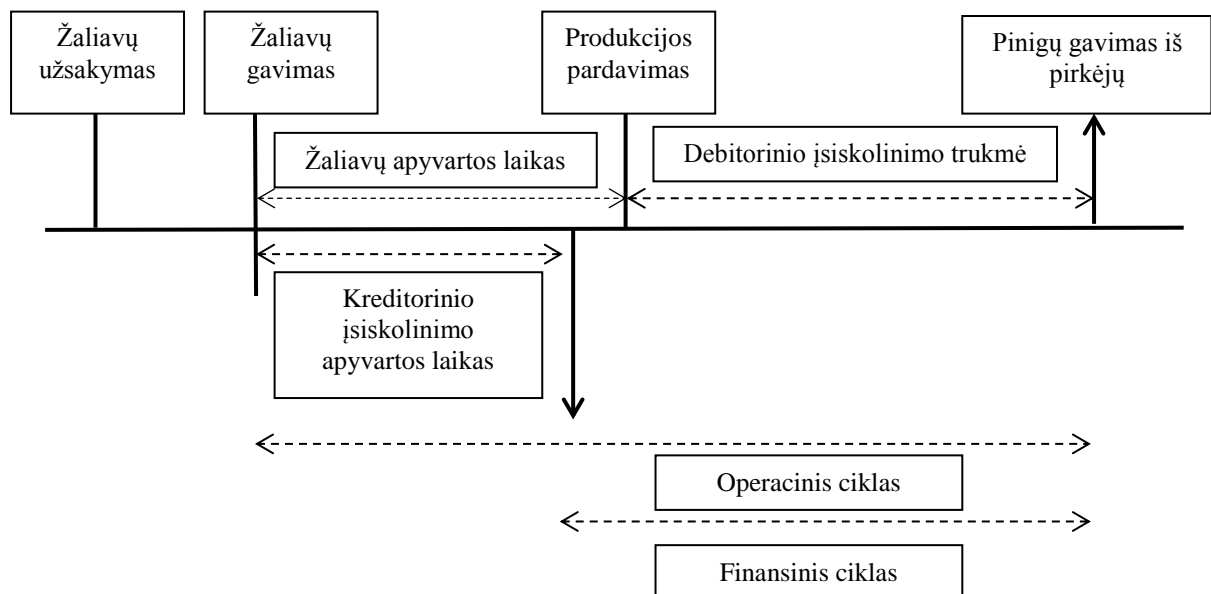 Žaliavų
užsakymas
Žaliavų
gavimas
Produkcijos
pardavimas
Pinigų gavimas iš
pirkėjų
Žaliavų apyvartos laikas
Debitorinio įsiskolinimo trukmė
Kreditorinio
įsiskolinimo
apyvartos laikas
Operacinis ciklas
Finansinis ciklas